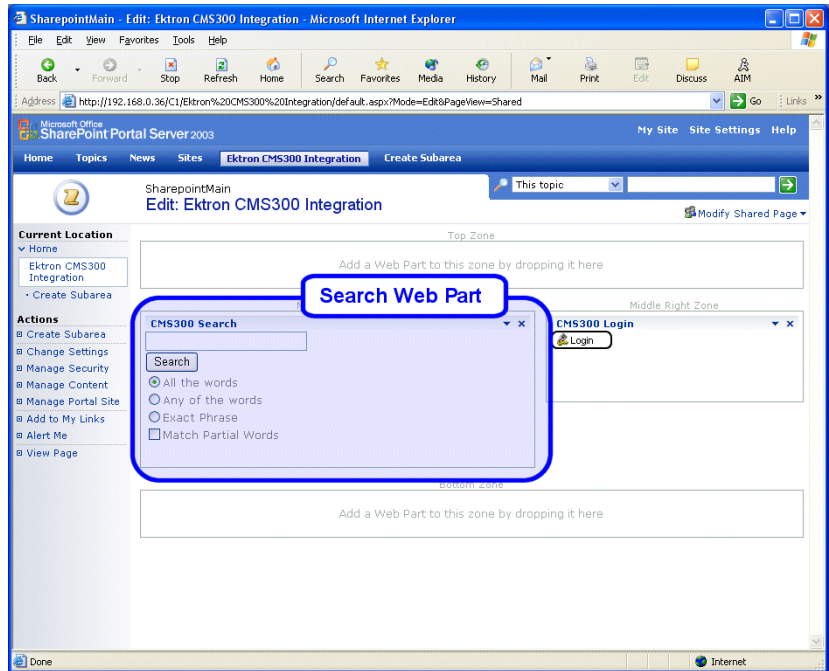 SharepointMain - Edit: Ektron CMS300 Integration - Microsoft Internet Explorer
File Edit View Favorites Tools Help
Back Forward Stop Refresh Home Search Favorites Media History Mail Print Edit Discuss AIM
Address http://192.168.0.36/C1/Ektron%20CMS300%20Integration/default.aspx?Mode=Edit&PageView=Shared Go Links »
Microsoft Office
SharePoint Portal Server 2003
My Site Site Settings Help
Home Topics News Sites Ektron CMS300 Integration Create Subarea
SharepointMain
Edit: Ektron CMS300 Integration
This topic
Modify Shared Page
Current Location
Home
Ektron CMS300
Integration
Create Subarea
Actions
Create Subarea
Change Settings
Manage Security
Manage Content
Manage Portal Site
Add to My Links
Alert Me
View Page
Top Zone
Add a Web Part to this zone by dropping it here
Search Web Part
Middle Right Zone
CMS300 Search
Search
All the words
Any of the words
Exact Phrase
Match Partial Words
CMS300 Login
Login
Bottom Zone
Add a Web Part to this zone by dropping it here
Done
Internet